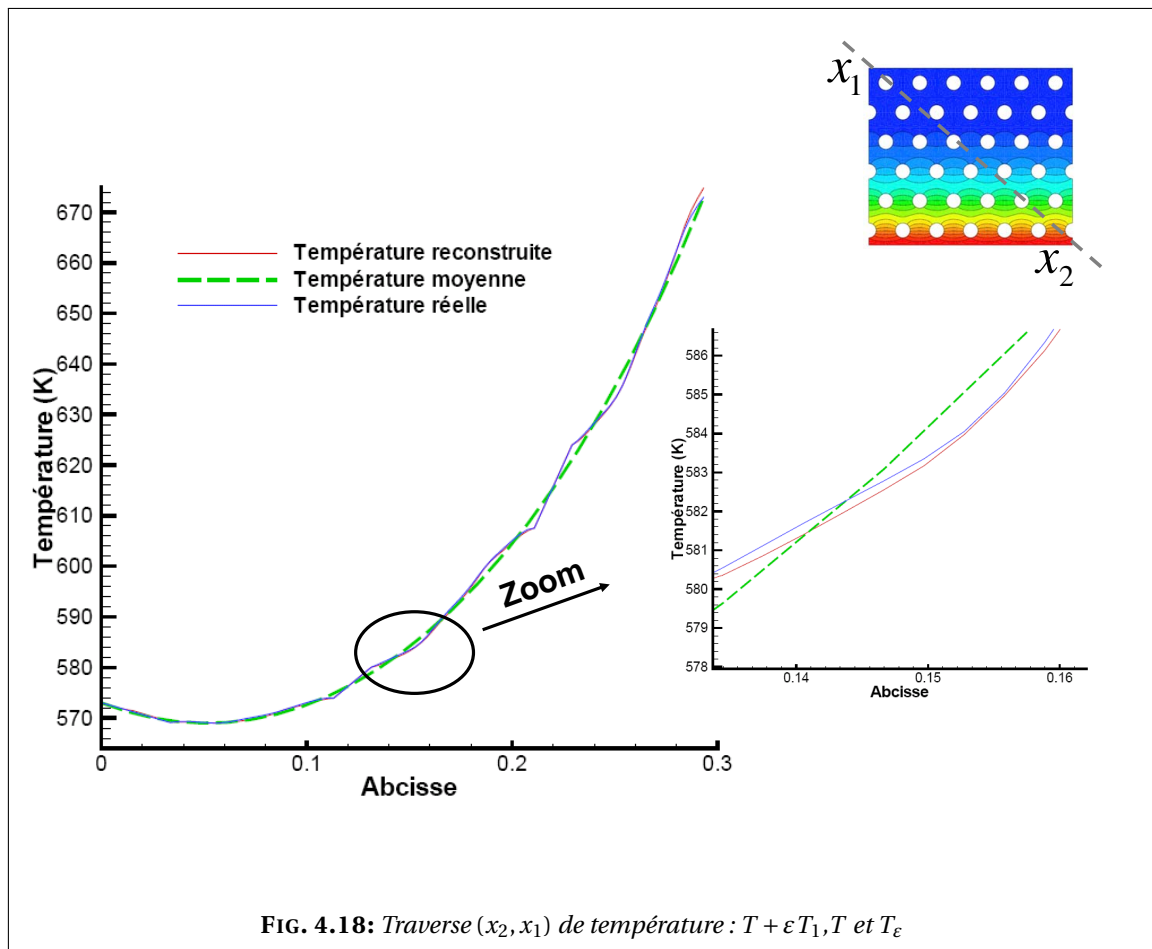 x₁
x₂
Température reconstruite
Température moyenne
Température réelle
Température (K)
670
660
650
640
630
620
610
600
590
580
570
0
0.1
0.2
0.3
Abcisse
Zoom
Température (K)
586
585
584
583
582
581
580
579
578
0.14
0.15
0.16
Abcisse
FIG. 4.18: Traverse (x₂, x₁) de température : T + εT₁, T et Tε